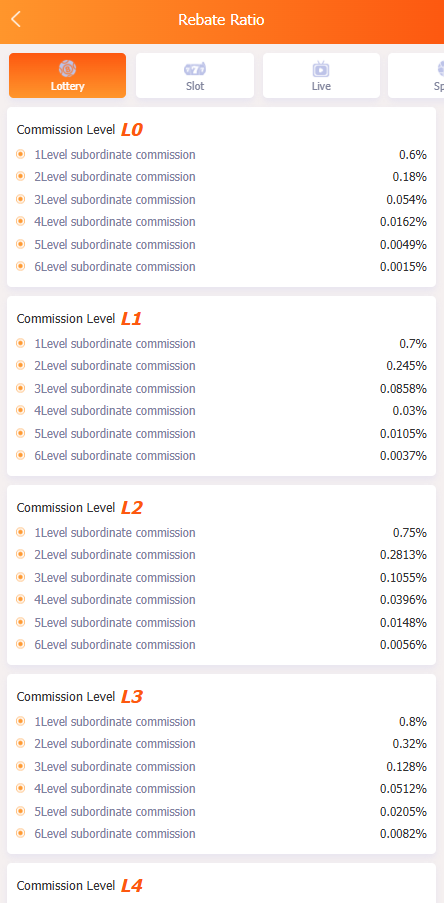 Rebate Ratio
Lottery
Slot
Live
Sp
Commission Level L0
1Level subordinate commission 0.6%
2Level subordinate commission 0.18%
3Level subordinate commission 0.054%
4Level subordinate commission 0.0162%
5Level subordinate commission 0.0049%
6Level subordinate commission 0.0015%
Commission Level L1
1Level subordinate commission 0.7%
2Level subordinate commission 0.245%
3Level subordinate commission 0.0858%
4Level subordinate commission 0.03%
5Level subordinate commission 0.0105%
6Level subordinate commission 0.0037%
Commission Level L2
1Level subordinate commission 0.75%
2Level subordinate commission 0.2813%
3Level subordinate commission 0.1055%
4Level subordinate commission 0.0396%
5Level subordinate commission 0.0148%
6Level subordinate commission 0.0056%
Commission Level L3
1Level subordinate commission 0.8%
2Level subordinate commission 0.32%
3Level subordinate commission 0.128%
4Level subordinate commission 0.0512%
5Level subordinate commission 0.0205%
6Level subordinate commission 0.0082%
Commission Level L4